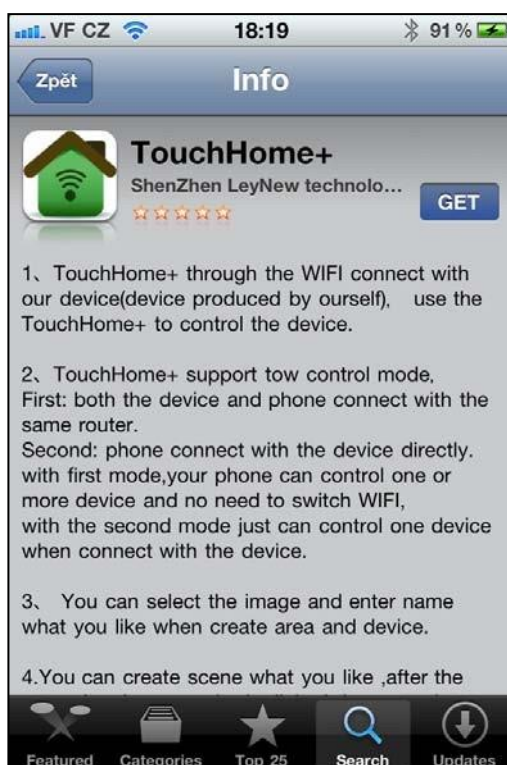 VF CZ 18:19 91 %
Zpět Info
TouchHome+
ShenZhen LeyNew technolo...
GET
1、 TouchHome+ through the WIFI connect with
our device(device produced by ourself), use the
TouchHome+ to control the device.
2、 TouchHome+ support tow control mode,
First: both the device and phone connect with the
same router.
Second: phone connect with the device directly.
with first mode,your phone can control one or
more device and no need to switch WIFI,
with the second mode just can control one device
when connect with the device.
3、 You can select the image and enter name
what you like when create area and device.
4.You can create scene what you like ,after the
Featured Categories Top 25 Search Updates